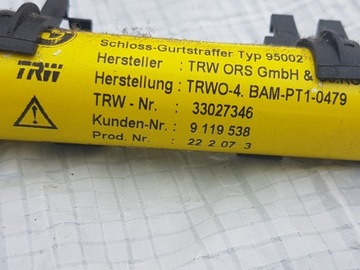 Schloss-Gurtstraffer Typ 95002
Hersteller : TRW ORS GmbH &
TRW
Herstellung : TRWO-4. BAM-PT1-0479
TRW - Nr. : 33027346
Kunden-Nr. : 9 119 538
Prod. Nr. : 22 2 07 3